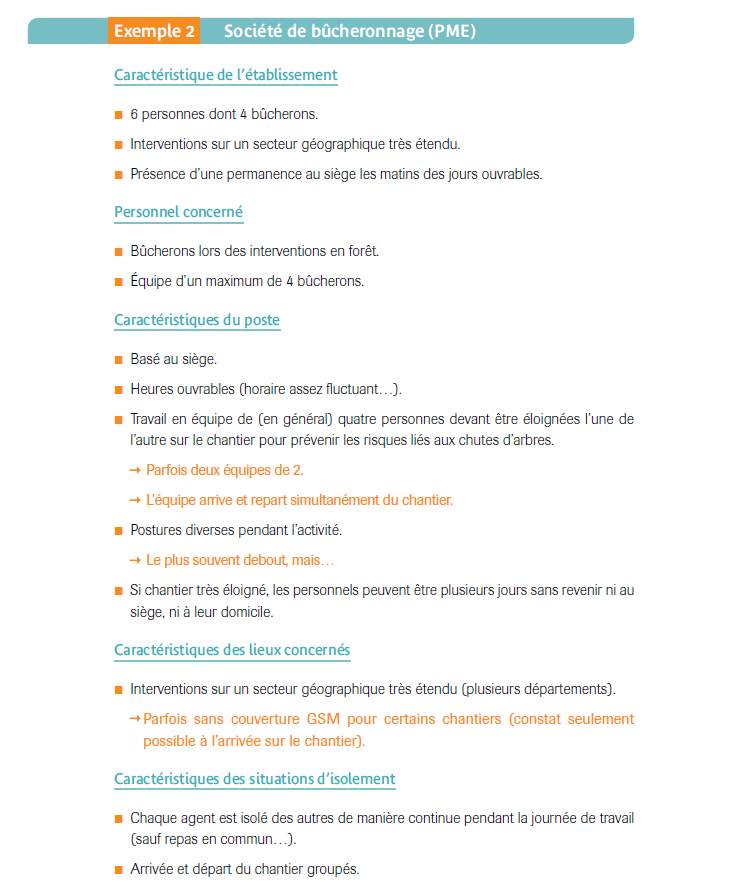 Exemple 2 Société de bûcheronnage (PME)
Caractéristique de l'établissement
■ 6 personnes dont 4 bûcherons.
■ Interventions sur un secteur géographique très étendu.
■ Présence d'une permanence au siège les matins des jours ouvrables.
Personnel concerné
■ Bûcherons lors des interventions en forêt.
■ Équipe d'un maximum de 4 bûcherons.
Caractéristiques du poste
■ Basé au siège.
■ Heures ouvrables (horaire assez fluctuant…).
■ Travail en équipe de (en général) quatre personnes devant être éloignées l'une de
l'autre sur le chantier pour prévenir les risques liés aux chutes d'arbres.
→ Parfois deux équipes de 2.
→ L'équipe arrive et repart simultanément du chantier.
■ Postures diverses pendant l'activité.
→ Le plus souvent debout, mais…
■ Si chantier très éloigné, les personnels peuvent être plusieurs jours sans revenir ni au
siège, ni à leur domicile.
Caractéristiques des lieux concernés
■ Interventions sur un secteur géographique très étendu (plusieurs départements).
→ Parfois sans couverture GSM pour certains chantiers (constat seulement
possible à l'arrivée sur le chantier).
Caractéristiques des situations d'isolement
■ Chaque agent est isolé des autres de manière continue pendant la journée de travail
(sauf repas en commun…).
■ Arrivée et départ du chantier groupés.